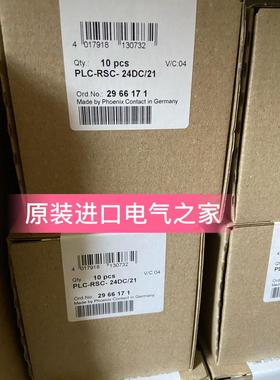 4 017918 130732
Qty.: 10 pcs V/C:04
PLC-RSC- 24DC/21
Ord.No.: 29 66 17 1
Made by Phoenix Contact in Germany
原装进口电气之家
4 017918 130732
Qty.: 10 pcs V/C:04
PLC-RSC- 24DC/21
Ord.No.: 29 66 17 1
Made by Phoenix Contact in Germany